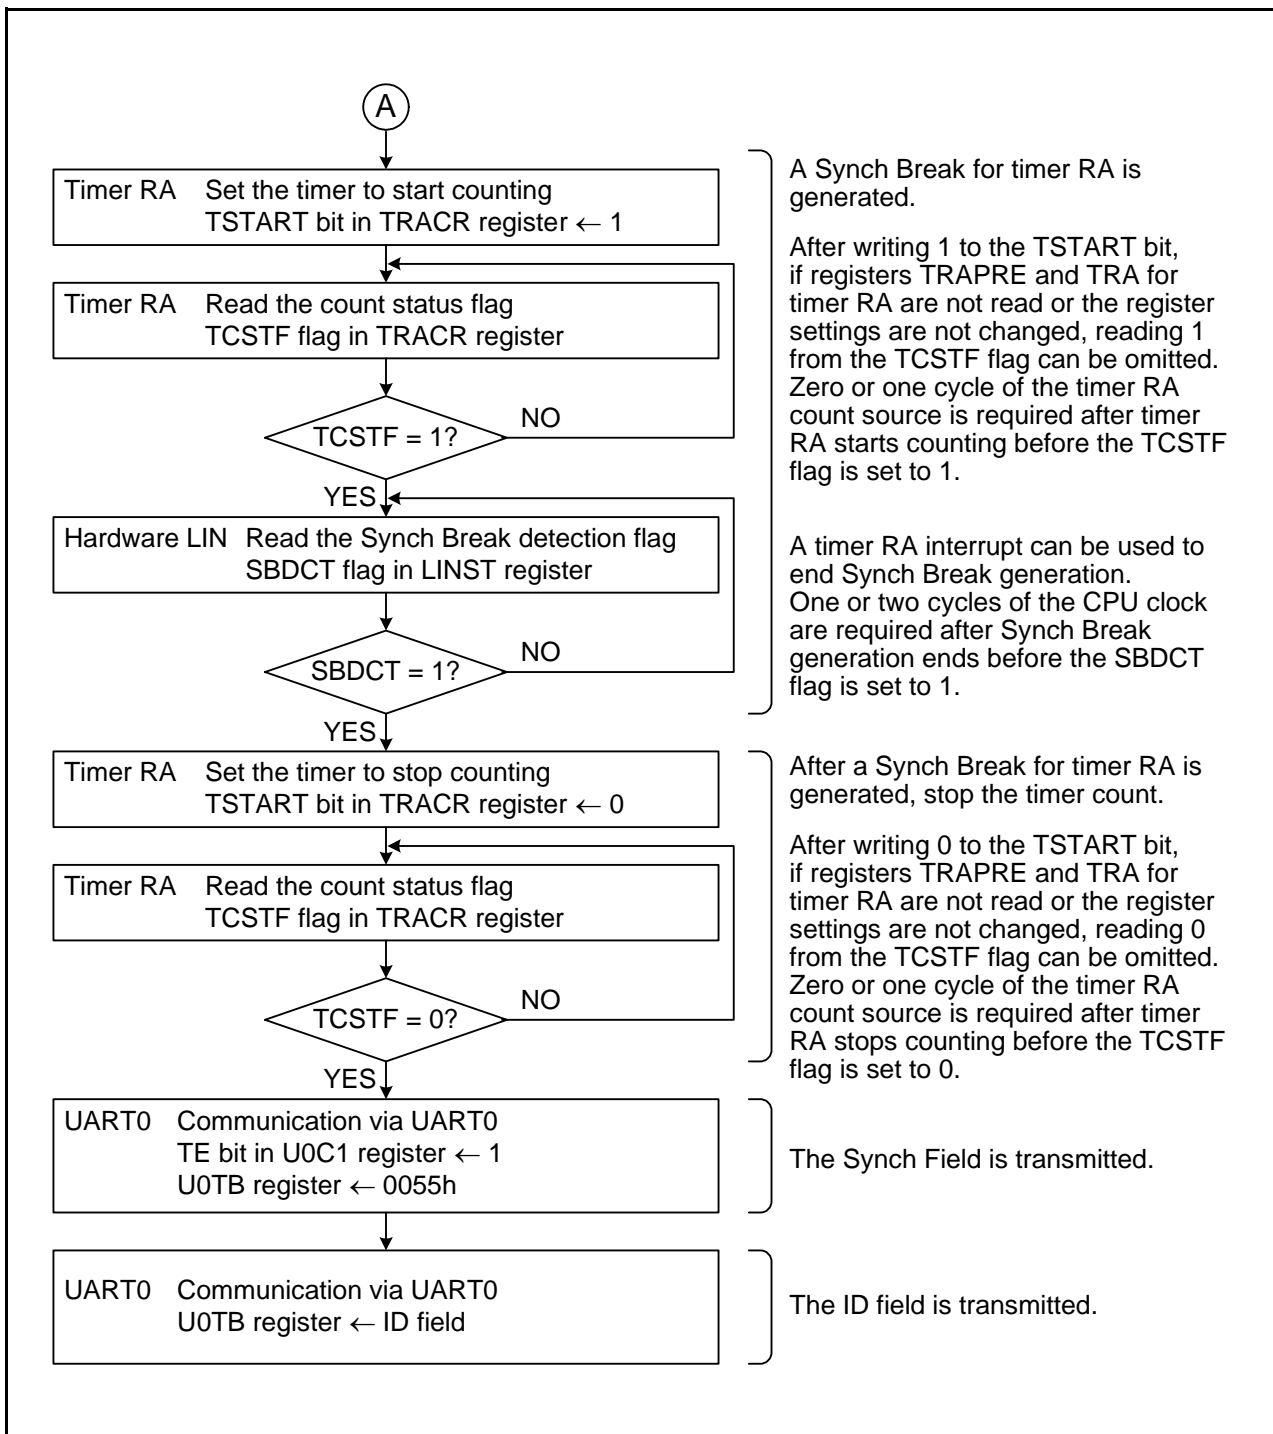 A
Timer RA Set the timer to start counting
TSTART bit in TRACR register ← 1
Timer RA Read the count status flag
TCSTF flag in TRACR register
TCSTF = 1?
NO
YES
Hardware LIN Read the Synch Break detection flag
SBDCT flag in LINST register
SBDCT = 1?
NO
YES
A Synch Break for timer RA is
generated.
After writing 1 to the TSTART bit,
if registers TRAPRE and TRA for
timer RA are not read or the register
settings are not changed, reading 1
from the TCSTF flag can be omitted.
Zero or one cycle of the timer RA
count source is required after timer
RA starts counting before the TCSTF
flag is set to 1.
A timer RA interrupt can be used to
end Synch Break generation.
One or two cycles of the CPU clock
are required after Synch Break
generation ends before the SBDCT
flag is set to 1.
Timer RA Set the timer to stop counting
TSTART bit in TRACR register ← 0
Timer RA Read the count status flag
TCSTF flag in TRACR register
TCSTF = 0?
NO
YES
After a Synch Break for timer RA is
generated, stop the timer count.
After writing 0 to the TSTART bit,
if registers TRAPRE and TRA for
timer RA are not read or the register
settings are not changed, reading 0
from the TCSTF flag can be omitted.
Zero or one cycle of the timer RA
count source is required after timer
RA stops counting before the TCSTF
flag is set to 0.
UART0 Communication via UART0
TE bit in U0C1 register ← 1
U0TB register ← 0055h
The Synch Field is transmitted.
UART0 Communication via UART0
U0TB register ← ID field
The ID field is transmitted.